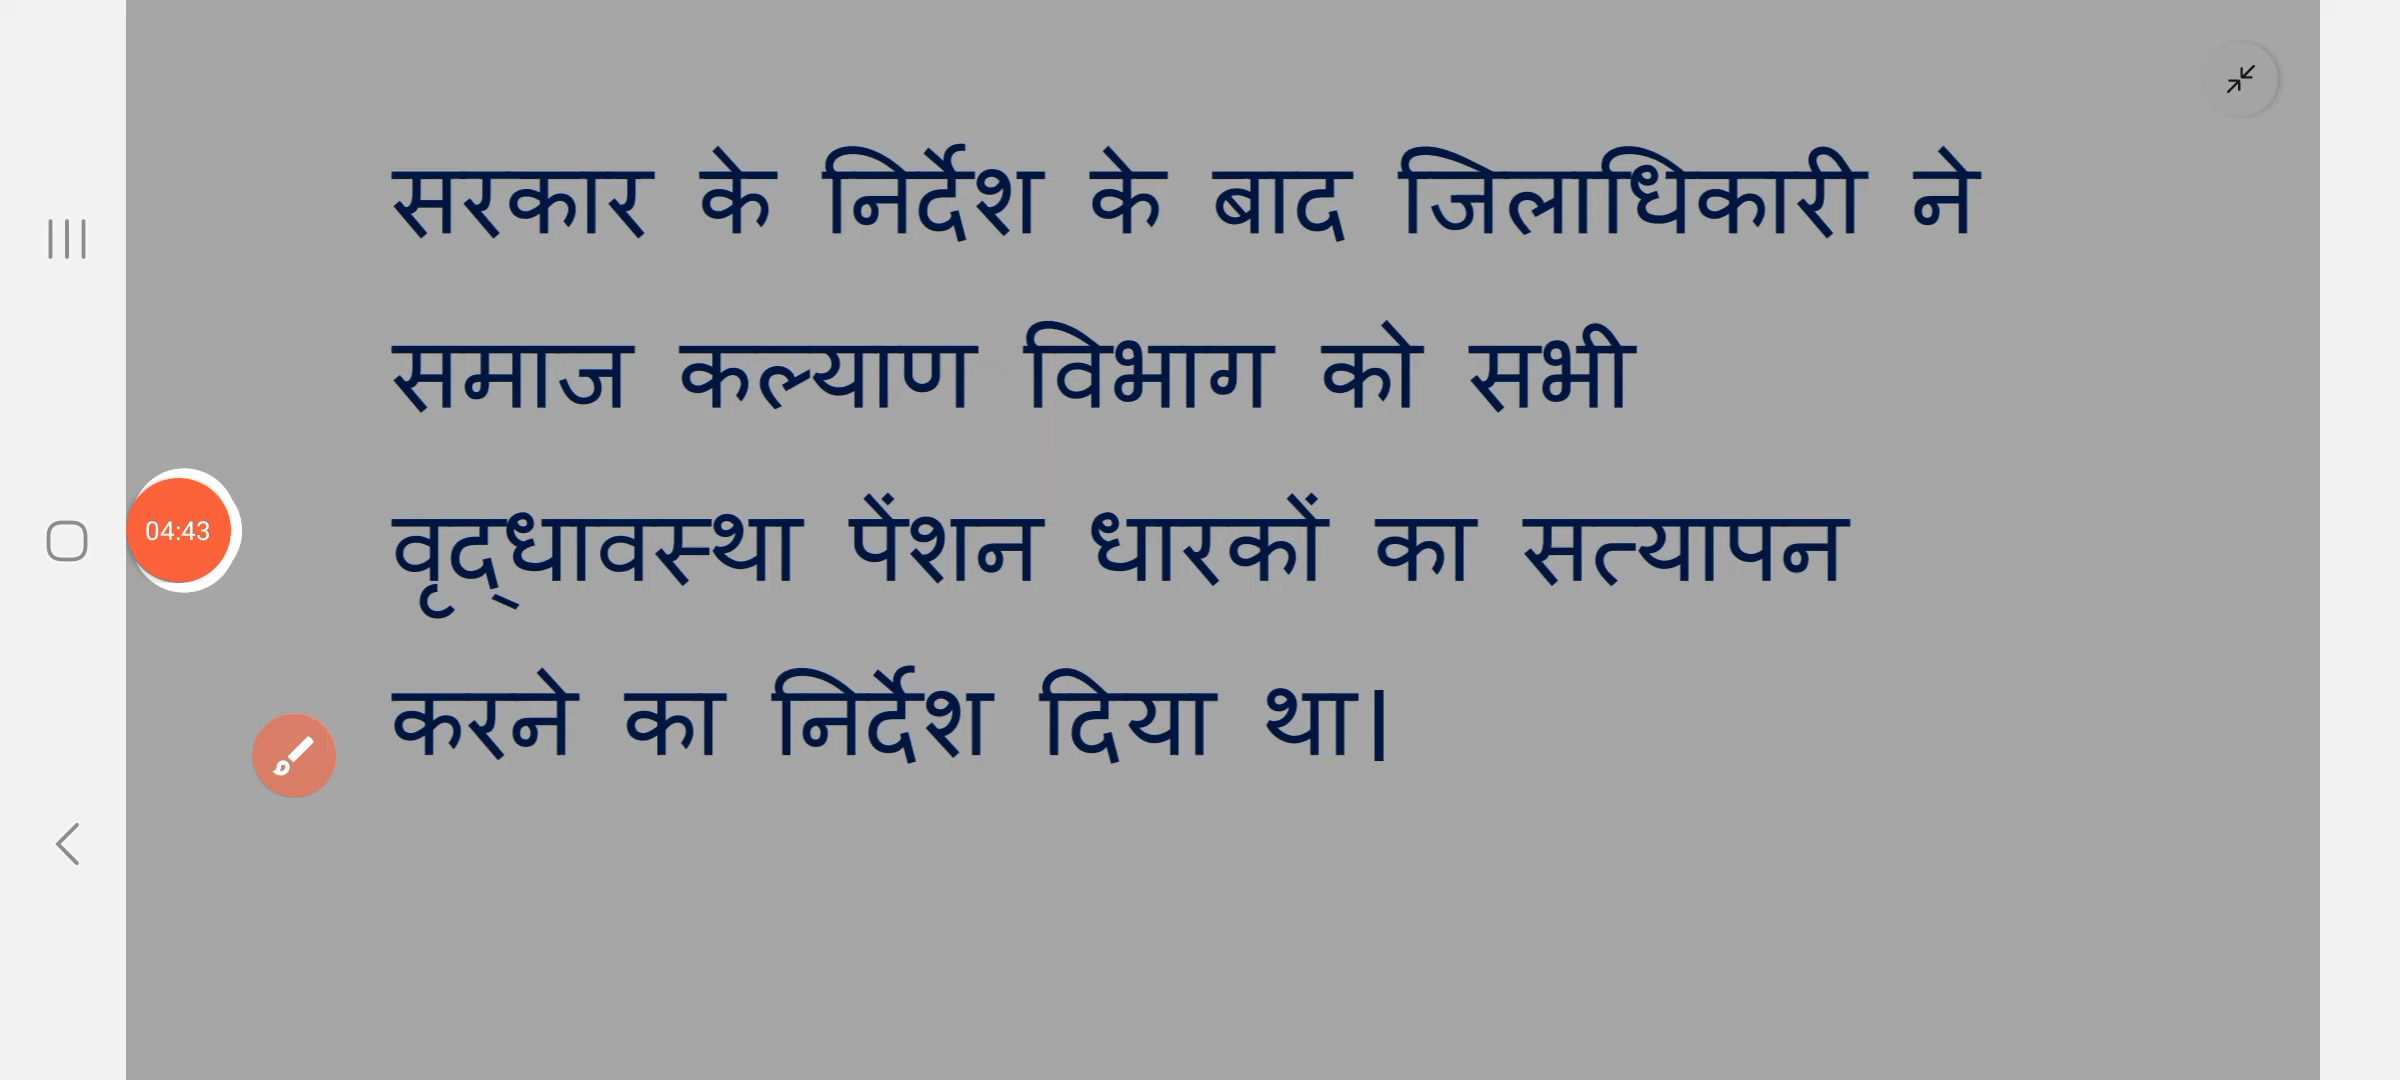 सरकार के निर्देश के बाद जिलाधिकारी ने
समाज कल्याण विभाग को सभी
04:43
वृद्‌धावस्था पेंशन धारकों का सत्यापन
करने का निर्देश दिया था।